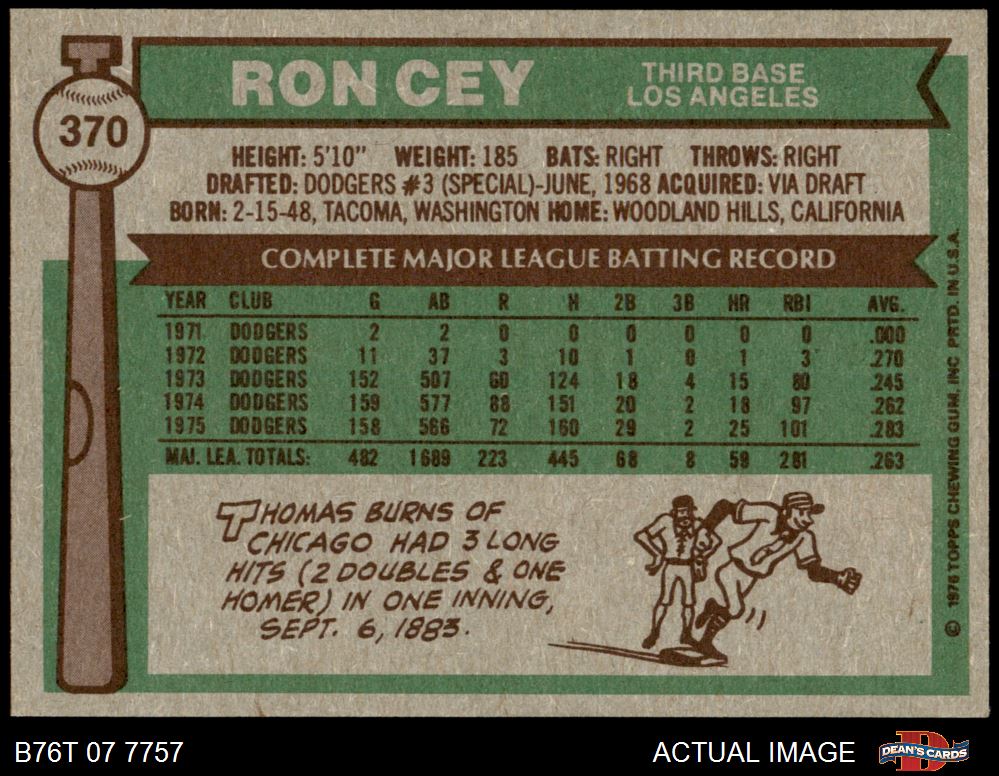 RON CEY
THIRD BASE
LOS ANGELES
370
HEIGHT: 5'10" WEIGHT: 185 BATS: RIGHT THROWS: RIGHT
DRAFTED: DODGERS #3 (SPECIAL)-JUNE, 1968 ACQUIRED: VIA DRAFT
BORN: 2-15-48, TACOMA, WASHINGTON HOME: WOODLAND HILLS, CALIFORNIA
COMPLETE MAJOR LEAGUE BATTING RECORD
YEAR CLUB G AB R H 2B 3B HR RBI AVG.
1971 DODGERS 2 2 0 0 0 0 0 0 .000
1972 DODGERS 11 37 3 10 1 0 1 3 .270
1973 DODGERS 152 507 60 124 18 4 15 80 .245
1974 DODGERS 159 577 88 151 20 2 18 97 .262
1975 DODGERS 158 566 72 160 29 2 25 101 .283
MAJ. LEA. TOTALS: 482 1689 223 445 68 8 59 281 .263
THOMAS BURNS OF
CHICAGO HAD 3 LONG
HITS (2 DOUBLES & ONE
HOMER) IN ONE INNING,
SEPT. 6, 1883.
© 1976 TOPPS CHEWING GUM, INC PRTD. IN U.S.A.
B76T 07 7757
ACTUAL IMAGE
DEAN'S CARDS